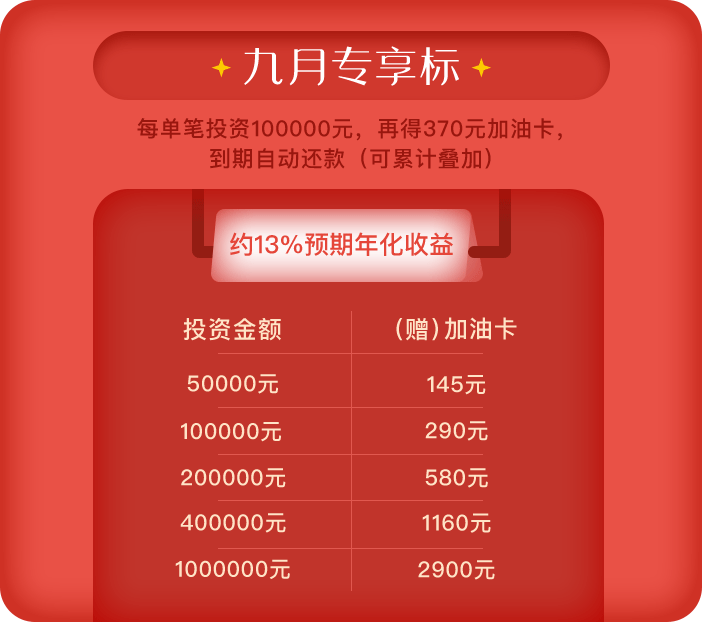 九月专享标
每单笔投资100000元，再得370元加油卡，
到期自动还款（可累计叠加）
约13%预期年化收益
投资金额 （赠）加油卡
50000元 145元
100000元 290元
200000元 580元
400000元 1160元
1000000元 2900元